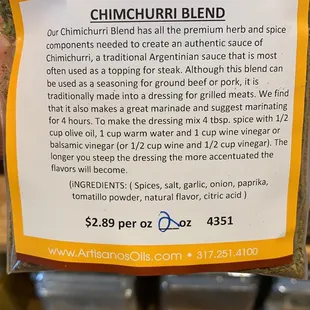 CHIMCHURRI BLEND
Our Chimichurri Blend has all the premium herb and spice
components needed to create an authentic sauce of
Chimichurri, a traditional Argentinian sauce that is most
often used as a topping for steak. Although this blend can
be used as a seasoning for ground beef or pork, it is
traditionally made into a dressing for grilled meats. We find
that it also makes a great marinade and suggest marinating
for 4 hours. To make the dressing mix 4 tbsp. spice with 1/2
cup olive oil, 1 cup warm water and 1 cup wine vinegar or
balsamic vinegar (or 1/2 cup wine and 1/2 vinegar). The
longer you steep the dressing the more accentuated the
flavors will become.
(iNGREDIENTS: ( Spices, salt, garlic, onion, paprika,
tomatillo powder, natural flavor, citric acid )
$2.89 per oz 2 oz 4351
www.ArtisanosOils.com • 317.251.4100